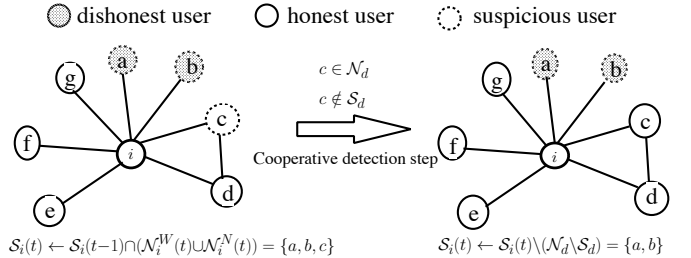 dishonest user honest user suspicious user
a b g c f i d e
c ∈ 𝒩_d
c ∉ 𝒮_d
Cooperative detection step
a b g c f i d e
𝒮_i(t) ← 𝒮_i(t−1)∩(𝒩_i^W(t)∪𝒩_i^N(t)) = {a, b, c}
𝒮_i(t) ← 𝒮_i(t)\(𝒩_d\𝒮_d) = {a, b}